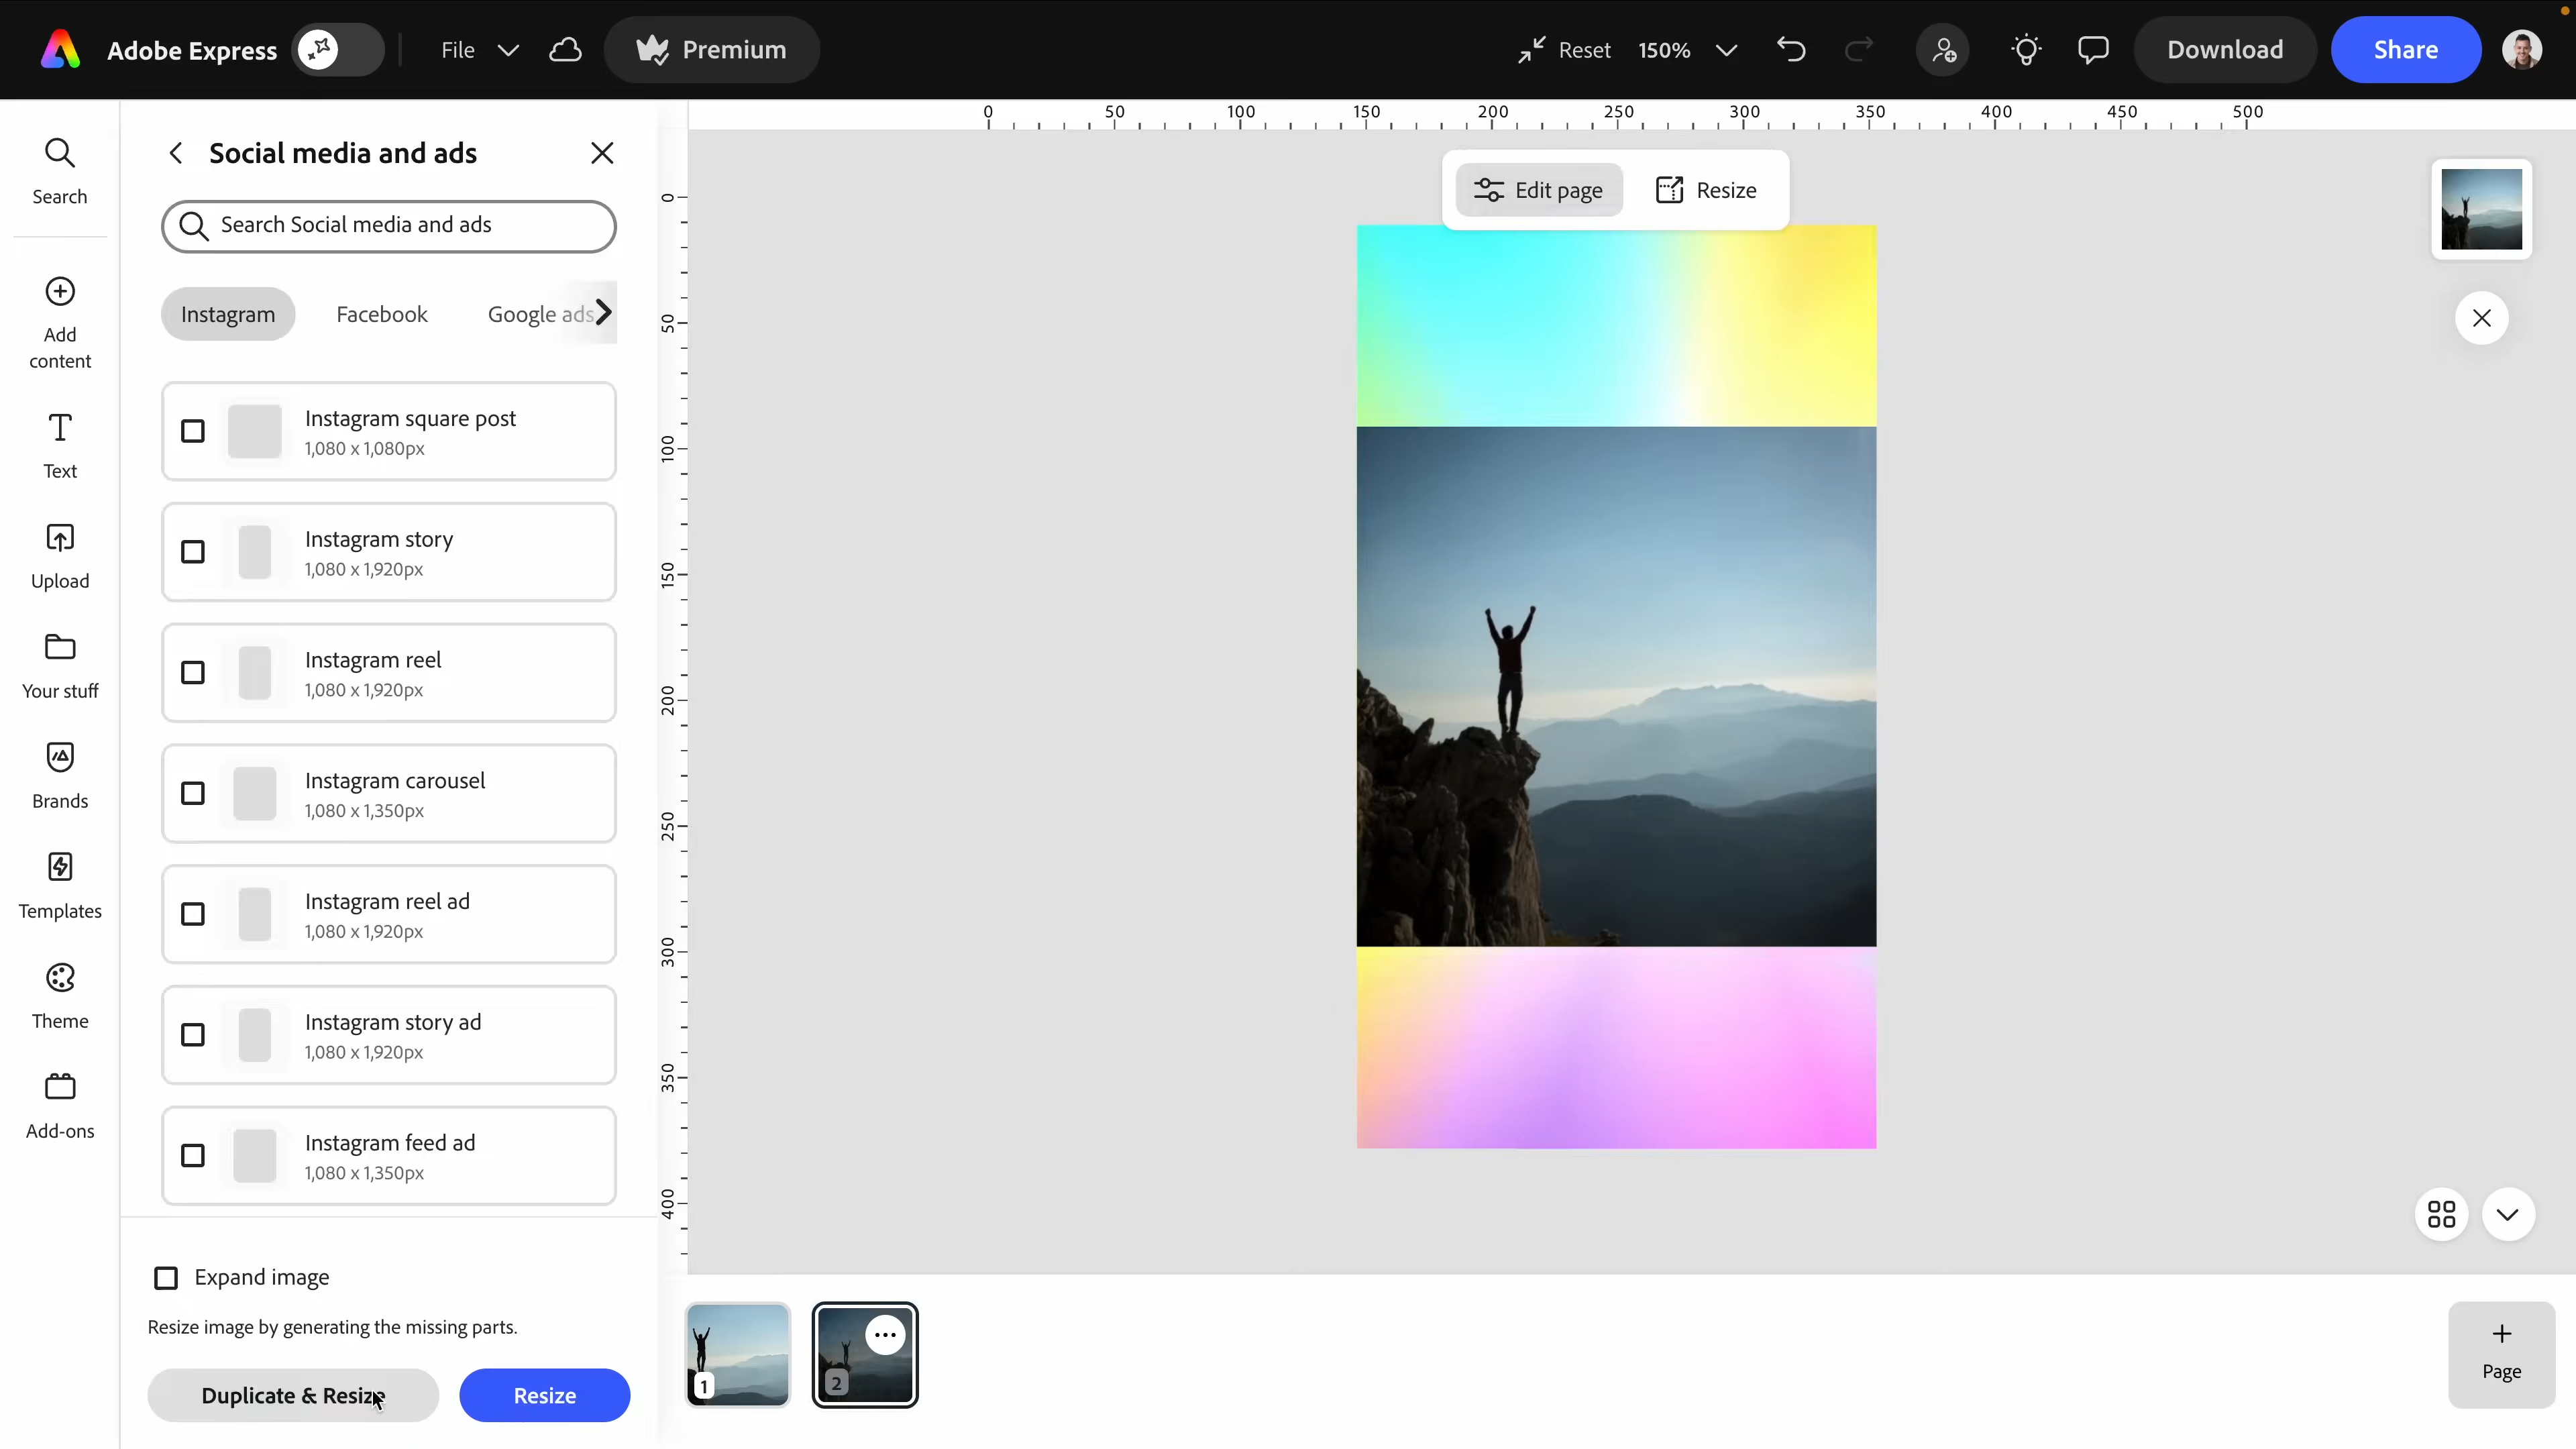 Adobe Express
File
Premium
Reset
150%
Download
Share
Search
Add
content
Text
Upload
Your stuff
Brands
Templates
Theme
Add-ons
Social media and ads
Search Social media and ads
Instagram
Facebook
Google ads
Instagram square post
1,080 x 1,080px
Instagram story
1,080 x 1,920px
Instagram reel
1,080 x 1,920px
Instagram carousel
1,080 x 1,350px
Instagram reel ad
1,080 x 1,920px
Instagram story ad
1,080 x 1,920px
Instagram feed ad
1,080 x 1,350px
Expand image
Resize image by generating the missing parts.
Duplicate & Resize
Resize
0 50 100 150 200 250 300 350 400 450 500
0
50
100
150
200
250
300
350
400
Edit page
Resize
1
2
Page